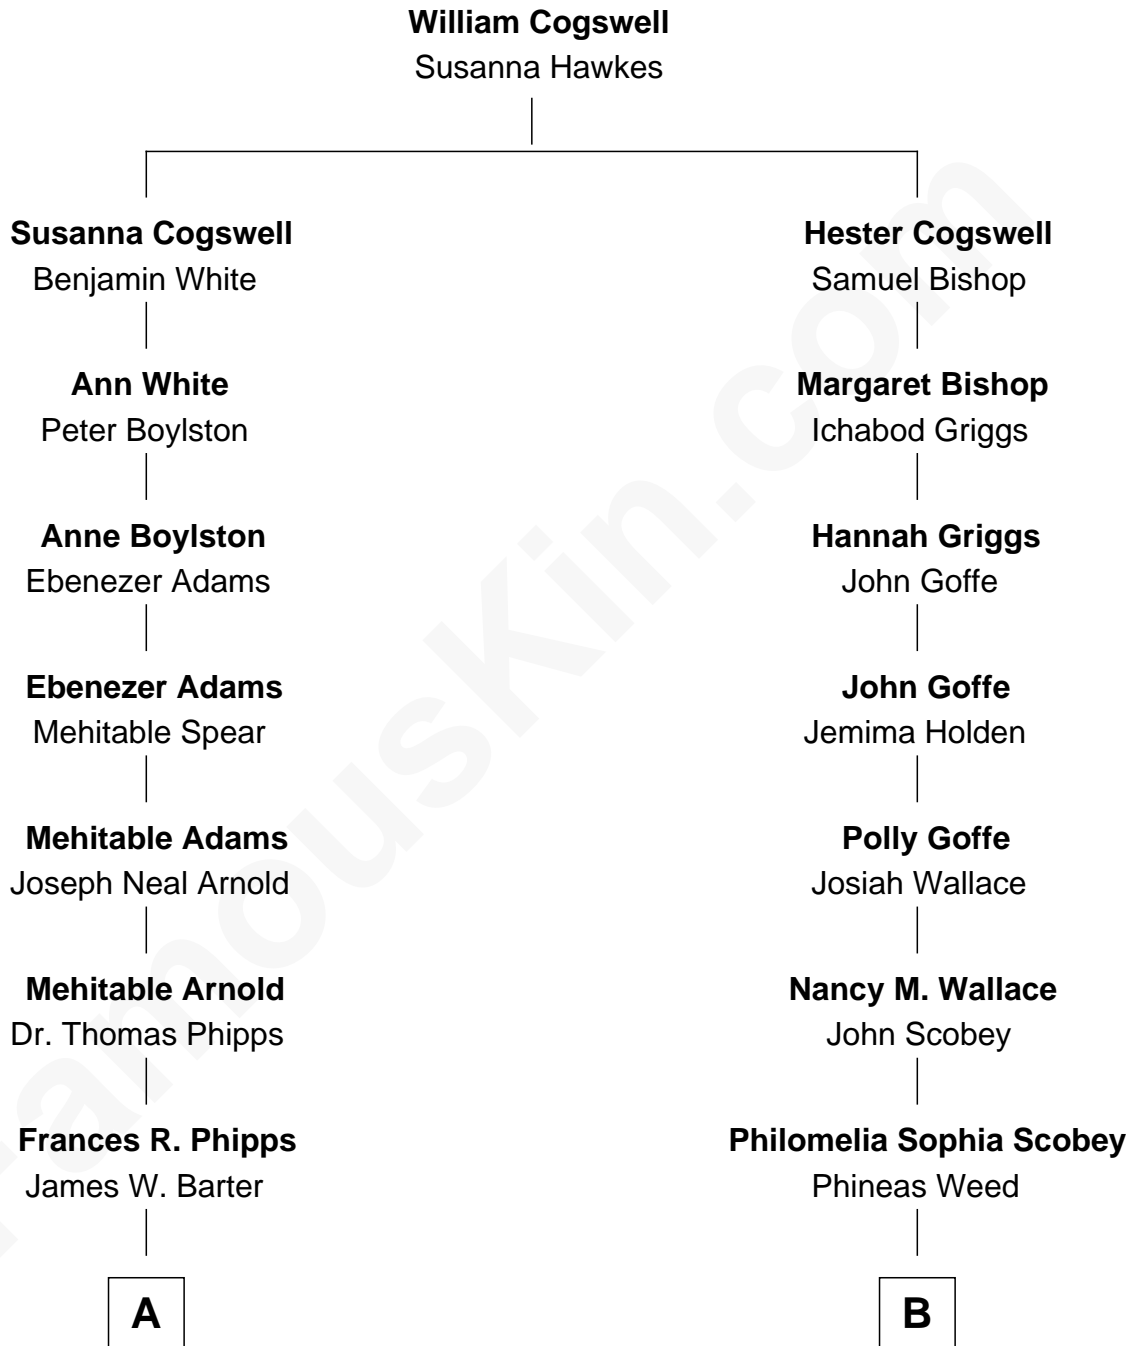 William Cogswell
Susanna Hawkes
Susanna Cogswell
Benjamin White
Hester Cogswell
Samuel Bishop
Ann White
Peter Boylston
Margaret Bishop
Ichabod Griggs
Anne Boylston
Ebenezer Adams
Hannah Griggs
John Goffe
Ebenezer Adams
Mehitable Spear
John Goffe
Jemima Holden
Mehitable Adams
Joseph Neal Arnold
Polly Goffe
Josiah Wallace
Mehitable Arnold
Dr. Thomas Phipps
Nancy M. Wallace
John Scobey
Frances R. Phipps
James W. Barter
Philomelia Sophia Scobey
Phineas Weed
A
B
FamousKin.com